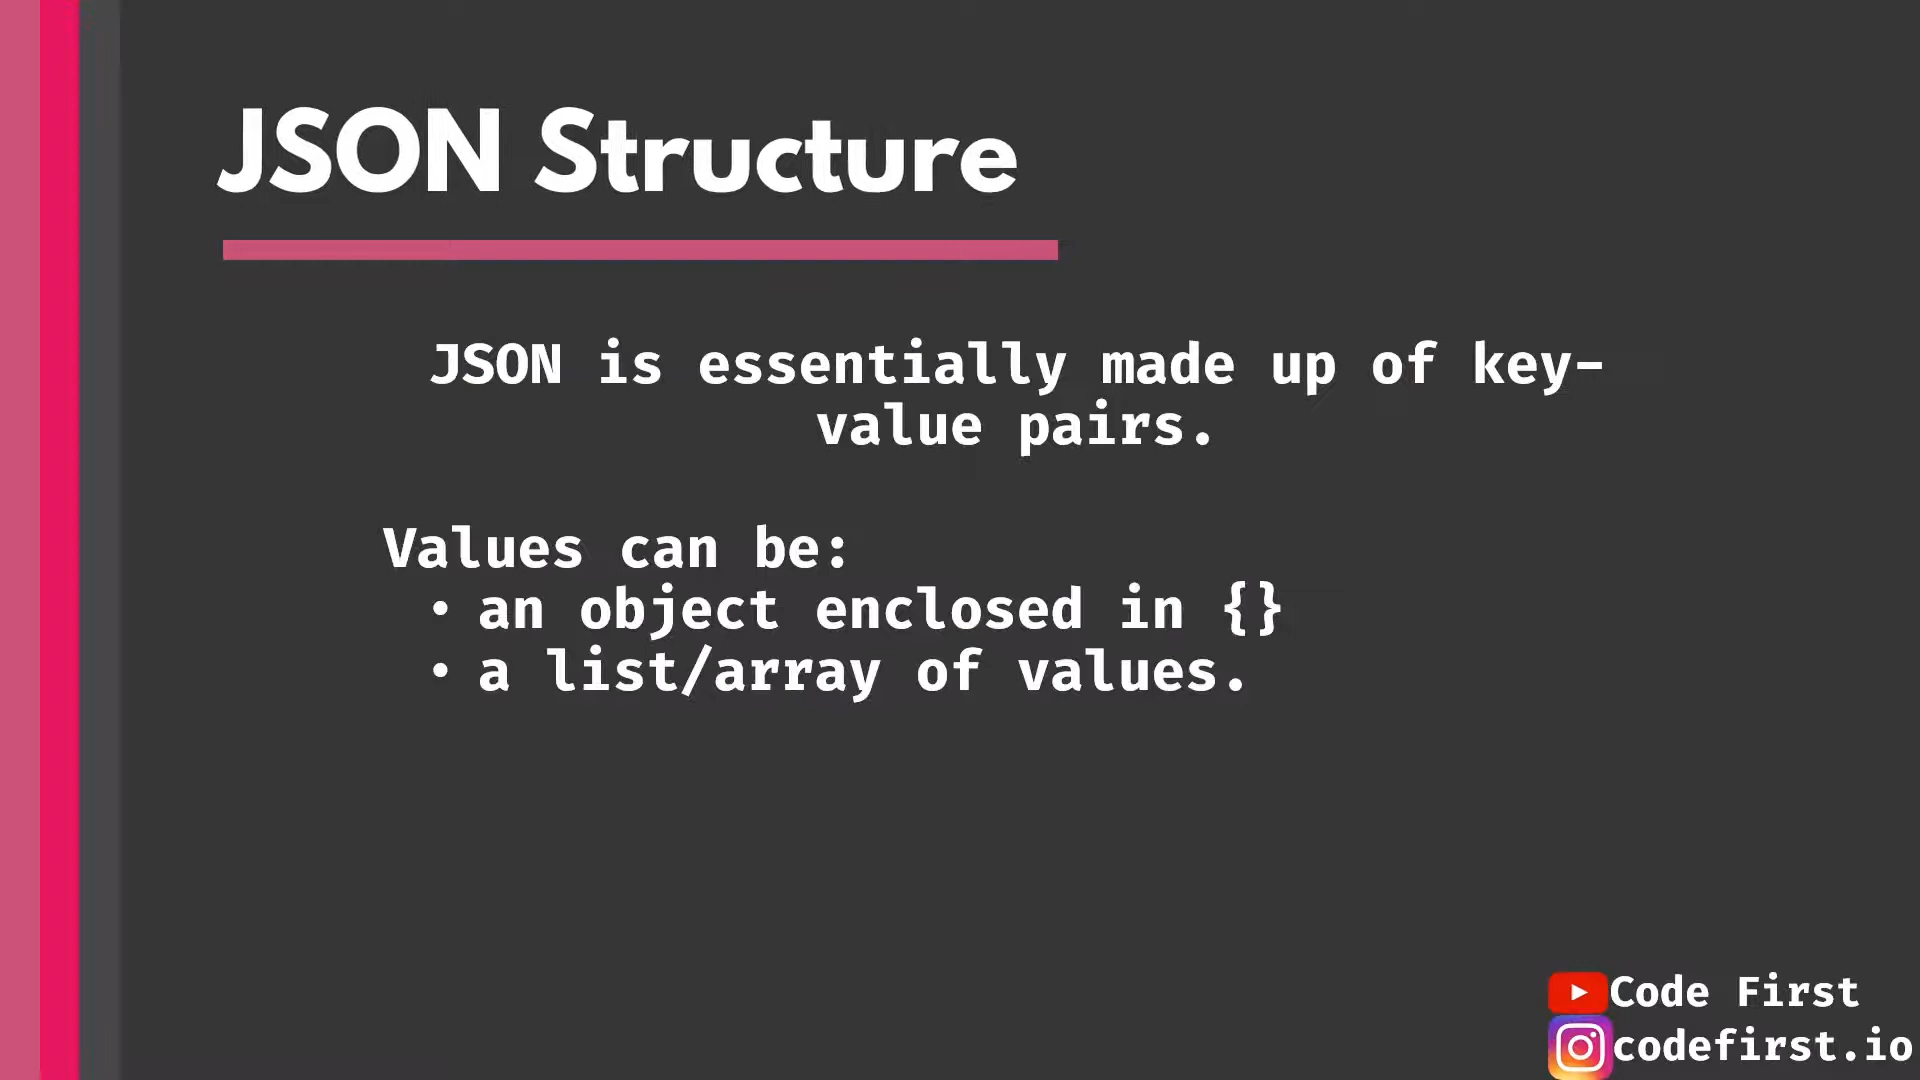 JSON Structure
JSON is essentially made up of key-
value pairs.
Values can be:
• an object enclosed in {}
• a list/array of values.
Code First
codefirst.io